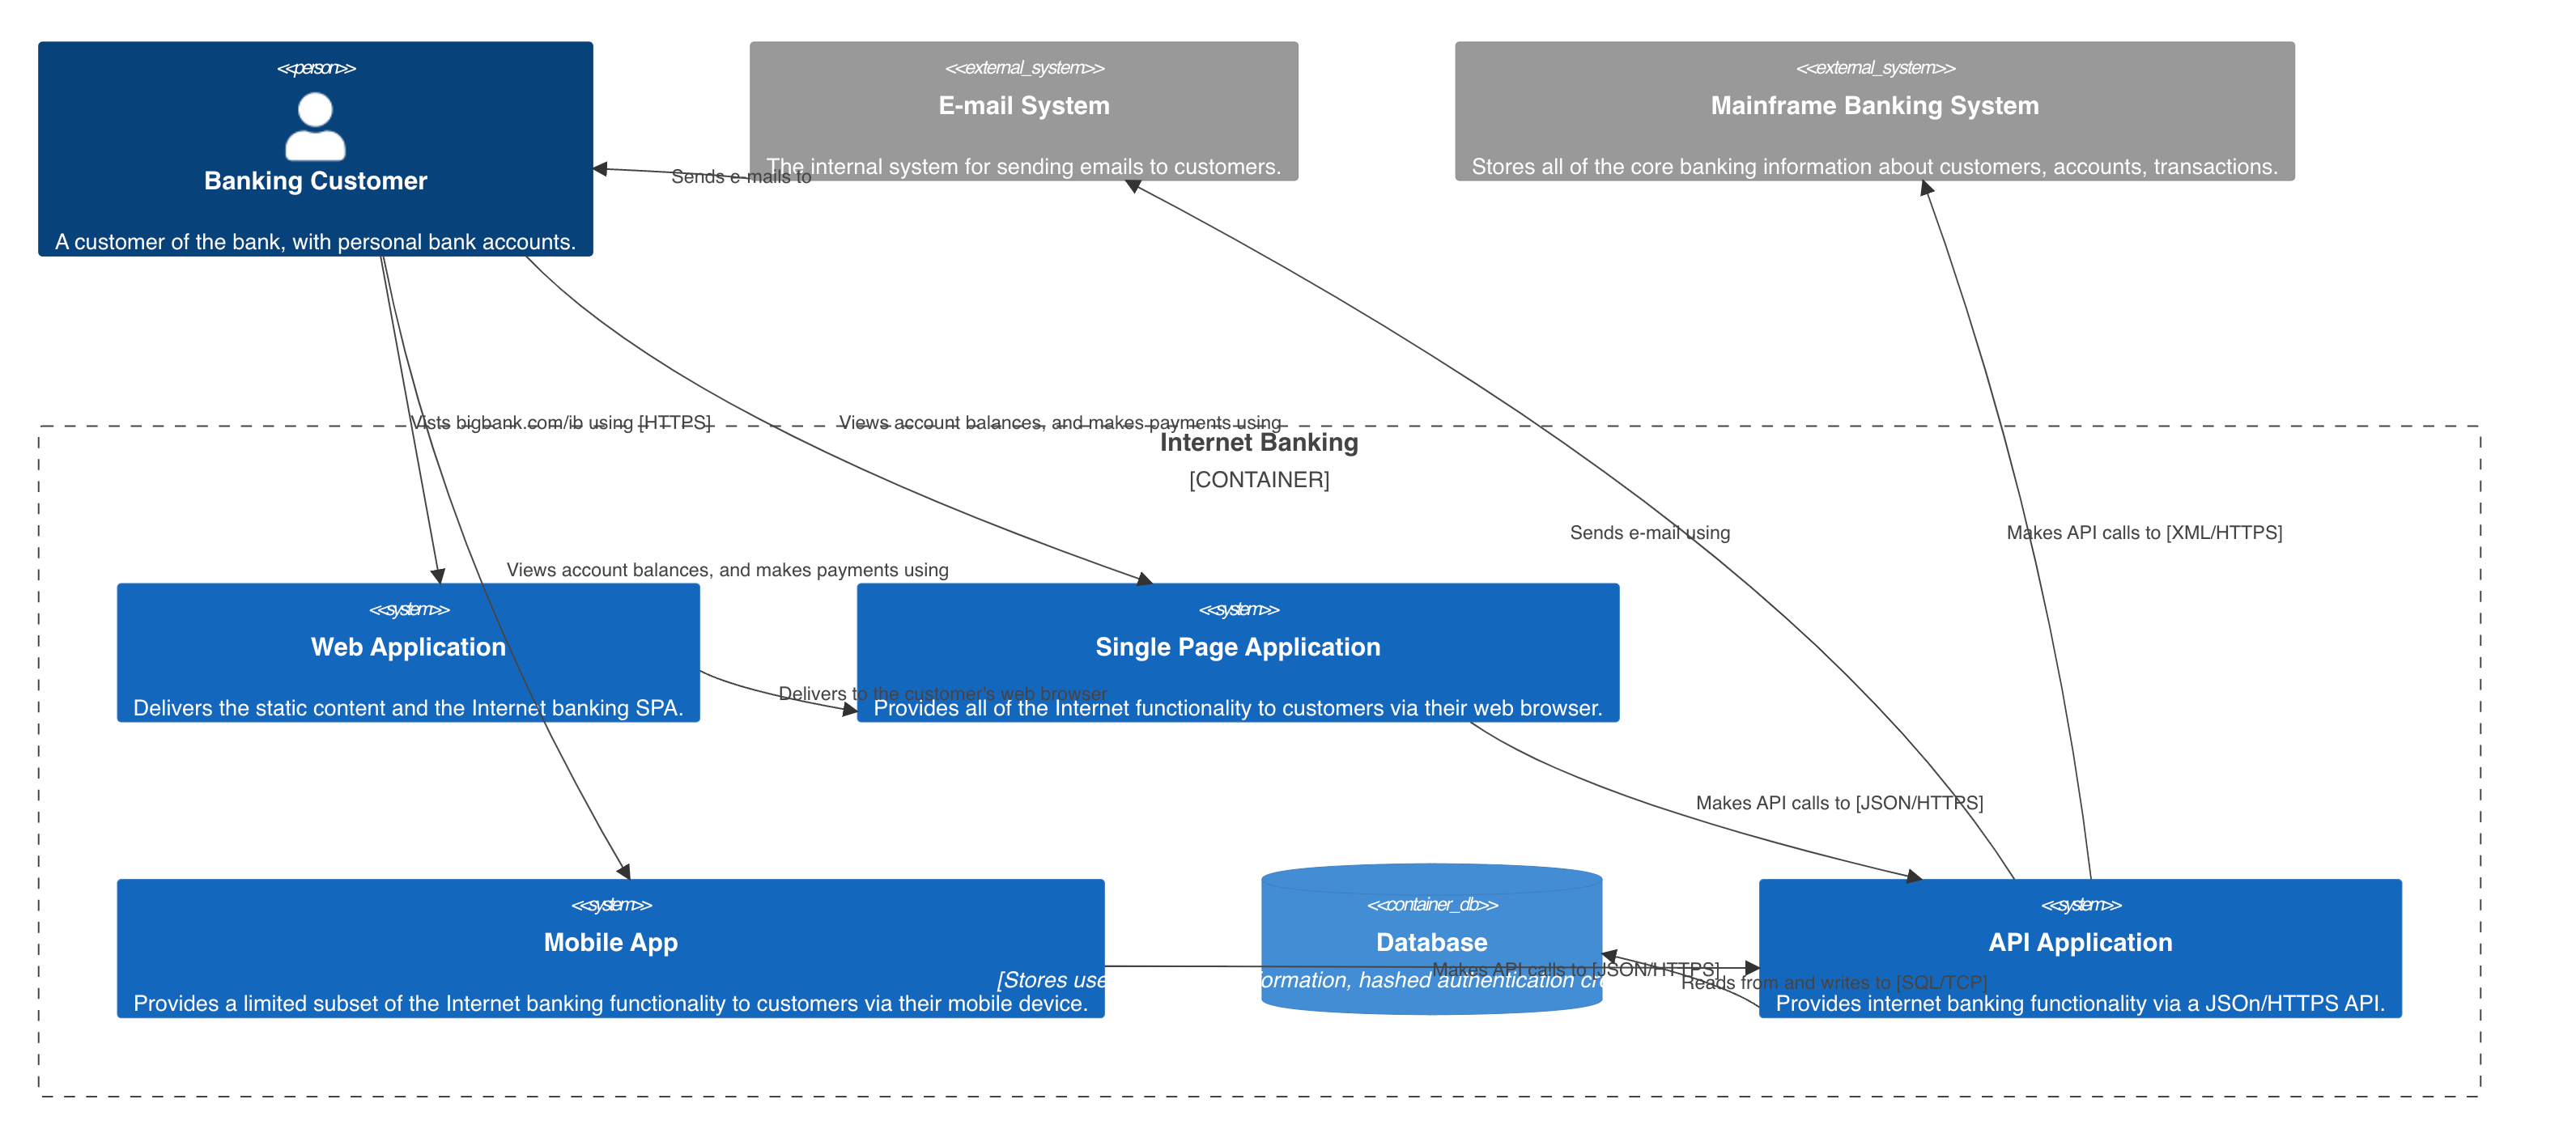 <<person>>
Banking Customer
A customer of the bank, with personal bank accounts.
<<external_system>>
E-mail System
The internal system for sending emails to customers.
<<external_system>>
Mainframe Banking System
Stores all of the core banking information about customers, accounts, transactions.
Sends e-mails to
Vists bigbank.com/ib using [HTTPS]
Views account balances, and makes payments using
Internet Banking
[CONTAINER]
Sends e-mail using
Makes API calls to [XML/HTTPS]
Views account balances, and makes payments using
<<system>>
Web Application
Delivers the static content and the Internet banking SPA.
Delivers to the customer's web browser
<<system>>
Single Page Application
Provides all of the Internet functionality to customers via their web browser.
Makes API calls to [JSON/HTTPS]
<<system>>
Mobile App
Provides a limited subset of the Internet banking functionality to customers via their mobile device.
<<container_db>>
Database
[Stores hashed authentication
Makes API calls to [JSON/HTTPS]
Reads from and writes to [SQL/TCP]
<<system>>
API Application
Provides internet banking functionality via a JSOn/HTTPS API.